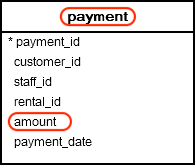 payment
* payment_id
customer_id
staff_id
rental_id
amount
payment_date